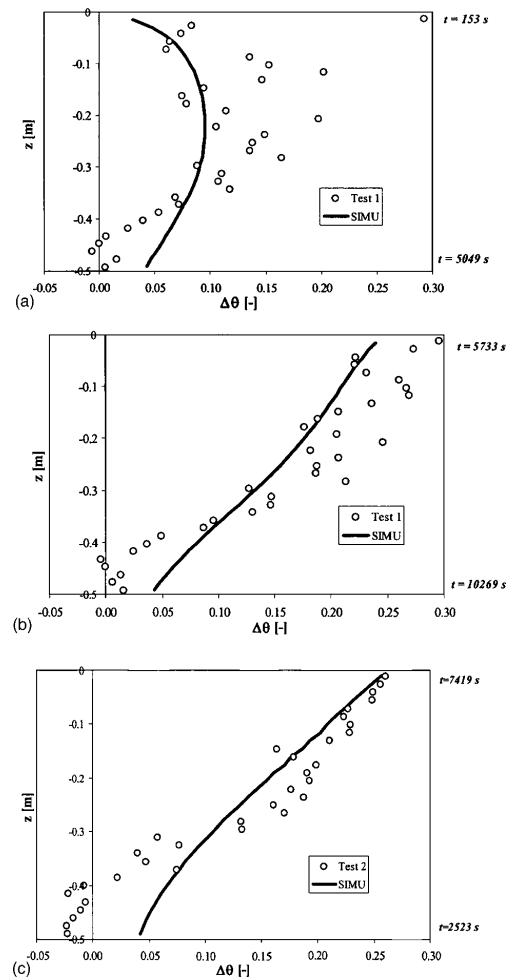 0
t = 153 s
-0.1
-0.2
z [m]
-0.3
Test 1
SIMU
-0.4
-0.5
t = 5049 s
(a)
-0.05 0.00 0.05 0.10 0.15 0.20 0.25 0.30
Δθ [-]
0
t = 5733 s
-0.1
-0.2
z [m]
-0.3
Test 1
SIMU
-0.4
-0.5
t = 10269 s
(b)
-0.05 0.00 0.05 0.10 0.15 0.20 0.25 0.30
Δθ [-]
0
t=7419 s
-0.1
-0.2
z [m]
-0.3
Test 2
SIMU
-0.4
-0.5
t=2523 s
(c)
-0.05 0.00 0.05 0.10 0.15 0.20 0.25 0.30
Δθ [-]